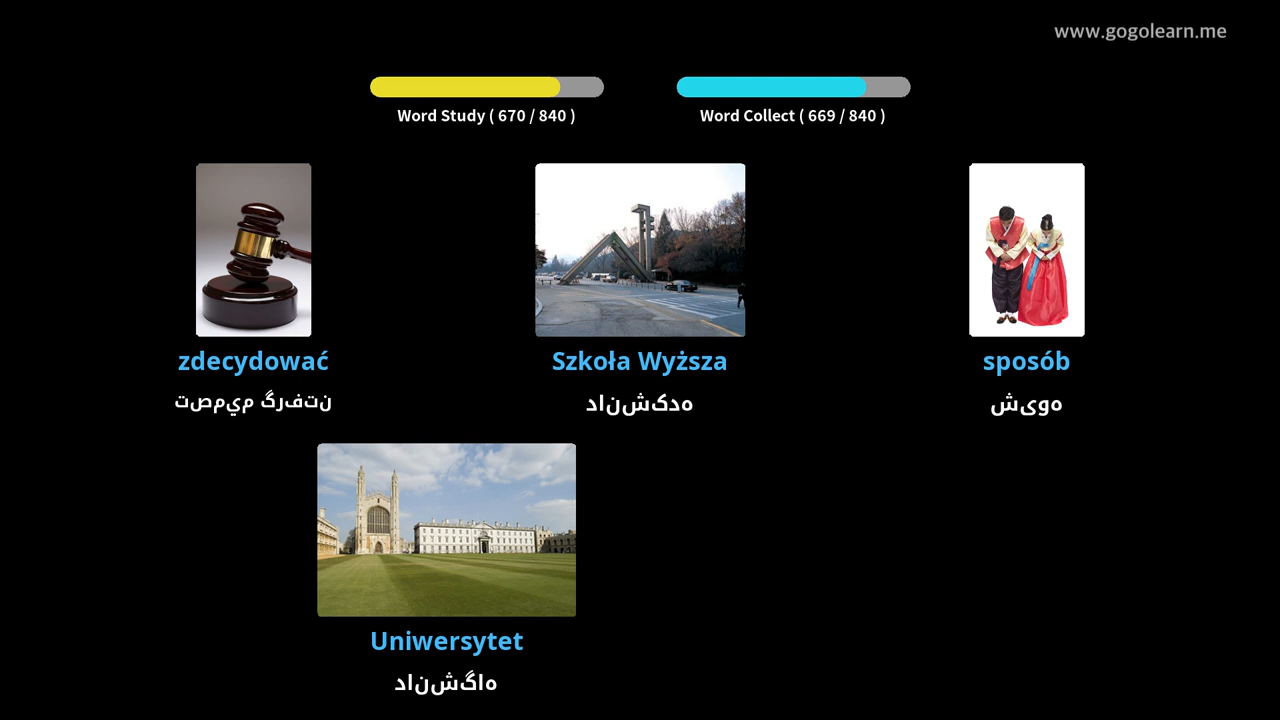 www.gogolearn.me
Word Study ( 670 / 840 )
Word Collect ( 669 / 840 )
zdecydować
Szkoła Wyższa
sposób
تصميم گرفتن
دانشکده
شیوه
Uniwersytet
دانشگاه